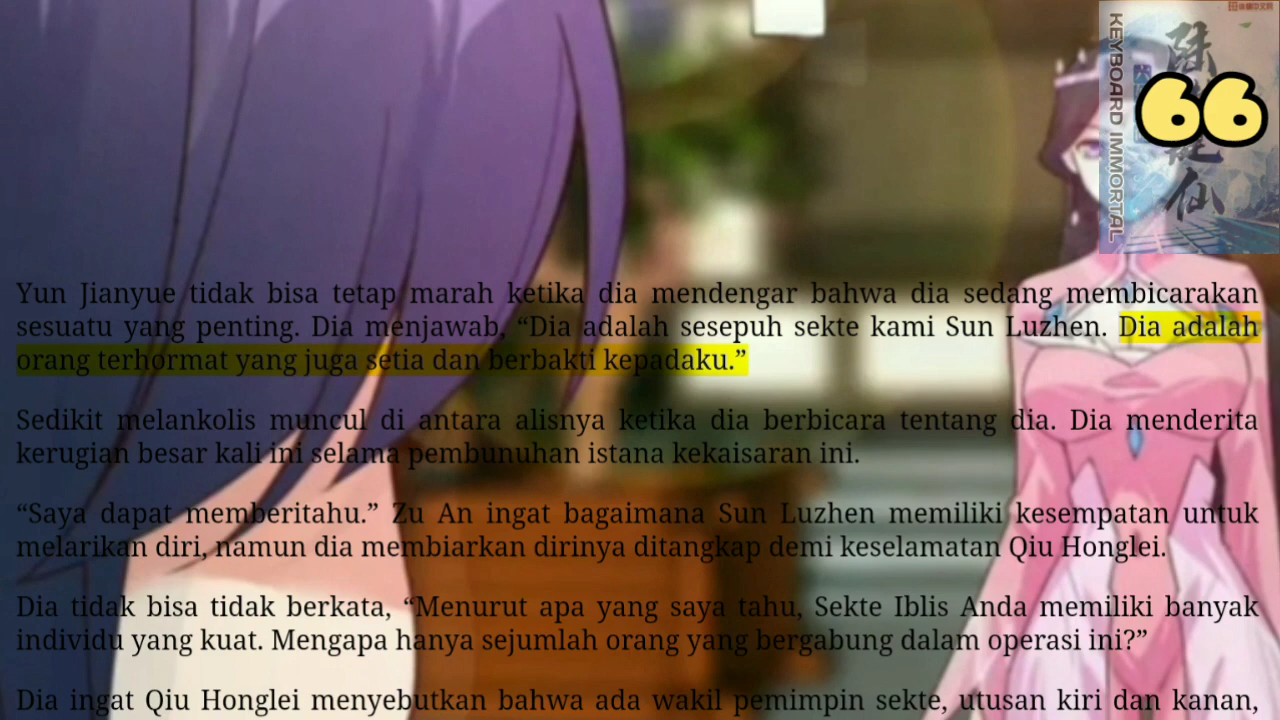 KEYBOARD IMMORTAL
66
仙
Yun Jianyue tidak bisa tetap marah ketika dia mendengar bahwa dia sedang membicarakan
sesuatu yang penting. Dia menjawab, “Dia adalah sesepuh sekte kami Sun Luzhen. Dia adalah
orang terhormat yang juga setia dan berbakti kepadaku.”
Sedikit melankolis muncul di antara alisnya ketika dia berbicara tentang dia. Dia menderita
kerugian besar kali ini selama pembunuhan istana kekaisaran ini.
“Saya dapat memberitahu.” Zu An ingat bagaimana Sun Luzhen memiliki kesempatan untuk
melarikan diri, namun dia membiarkan dirinya ditangkap demi keselamatan Qiu Honglei.
Dia tidak bisa tidak berkata, “Menurut apa yang saya tahu, Sekte Iblis Anda memiliki banyak
individu yang kuat. Mengapa hanya sejumlah orang yang bergabung dalam operasi ini?”
Dia ingat Qiu Honglei menyebutkan bahwa ada wakil pemimpin sekte, utusan kiri dan kanan,